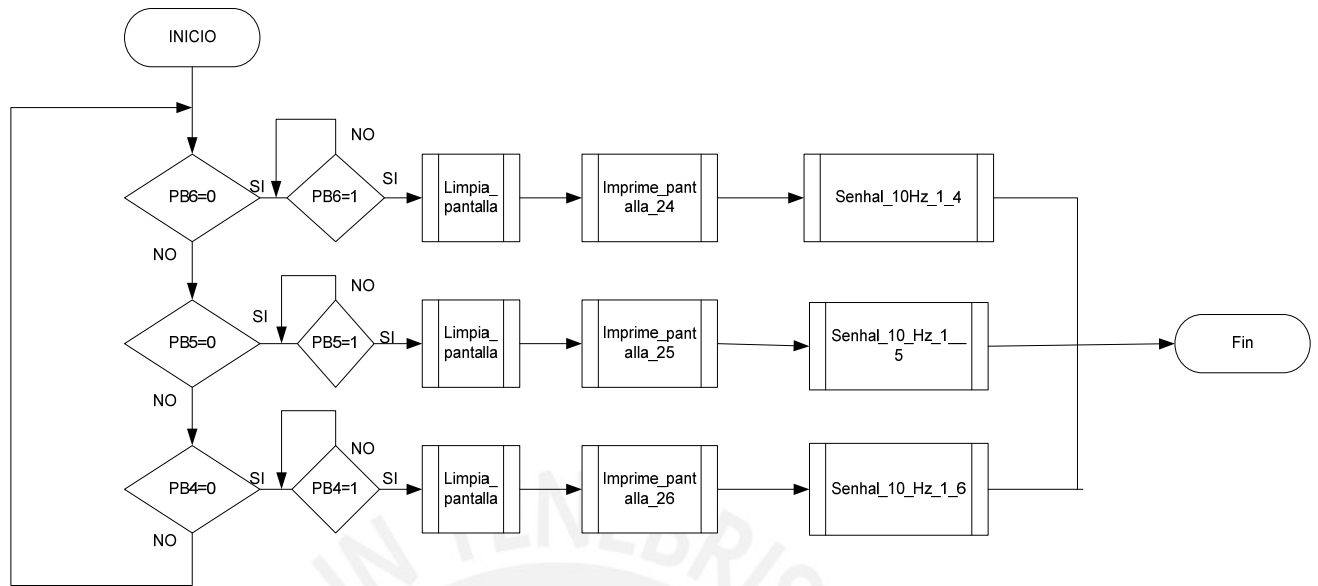 INICIO
NO
PB6=0
SI
PB6=1
SI
Limpia_
pantalla
Imprime_pant
alla_24
Senhal_10Hz_1_4
NO
NO
PB5=0
SI
PB5=1
SI
Limpia_
pantalla
Imprime_pant
alla_25
Senhal_10_Hz_1__
5
Fin
NO
NO
PB4=0
SI
PB4=1
SI
Limpia_
pantalla
Imprime_pant
alla_26
Senhal_10_Hz_1_6
NO
IN TENEBRIS